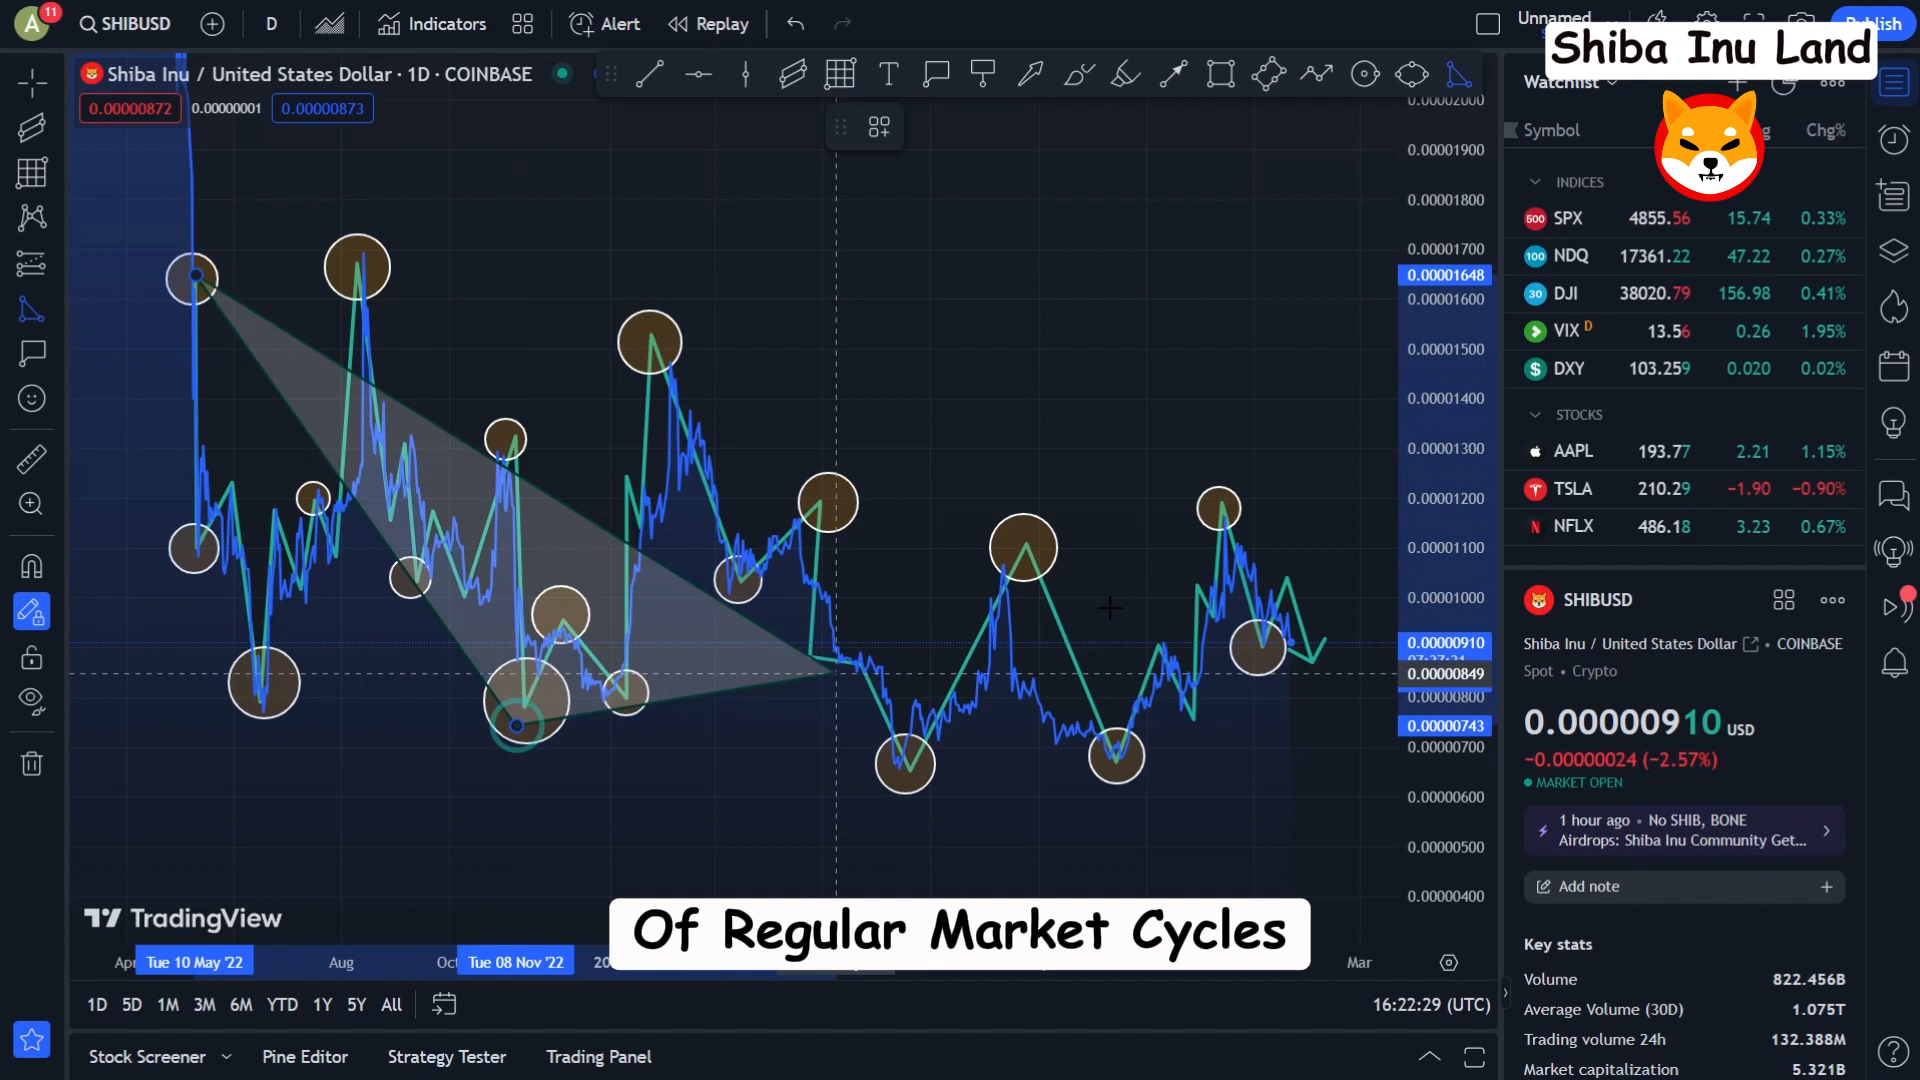 A
11
SHIBUSD
D
Indicators
Alert
Replay
Unnamed
Shiba Inu Land
Shiba Inu / United States Dollar · 1D · COINBASE
0.00000872
0.00000001
0.00000873
Watchlist
Symbol
Chg%
INDICES
500 SPX 4855.56 15.74 0.33%
100 NDQ 17361.22 47.22 0.27%
30 DJI 38020.79 156.98 0.41%
VIX D 13.56 0.26 1.95%
$ DXY 103.259 0.020 0.02%
STOCKS
AAPL 193.77 2.21 1.15%
TSLA 210.29 −1.90 −0.90%
N NFLX 486.18 3.23 0.67%
0.00002000
0.00001900
0.00001800
0.00001700
0.00001648
0.00001600
0.00001500
0.00001400
0.00001300
0.00001200
0.00001100
0.00001000
0.00000910
0.00000849
0.00000800
0.00000743
0.00000700
0.00000600
0.00000500
0.00000400
SHIBUSD
Shiba Inu / United States Dollar • COINBASE
Spot • Crypto
0.00000910 USD
−0.00000024 (−2.57%)
MARKET OPEN
1 hour ago • No SHIB, BONE
Airdrops: Shiba Inu Community Get...
Add note
Key stats
Volume 822.456B
Average Volume (30D) 1.075T
Trading volume 24h 132.388M
Market capitalization 5.321B
TradingView
Of Regular Market Cycles
Tue 10 May '22
Aug
Tue 08 Nov '22
Mar
1D 5D 1M 3M 6M YTD 1Y 5Y All
16:22:29 (UTC)
Stock Screener
Pine Editor
Strategy Tester
Trading Panel